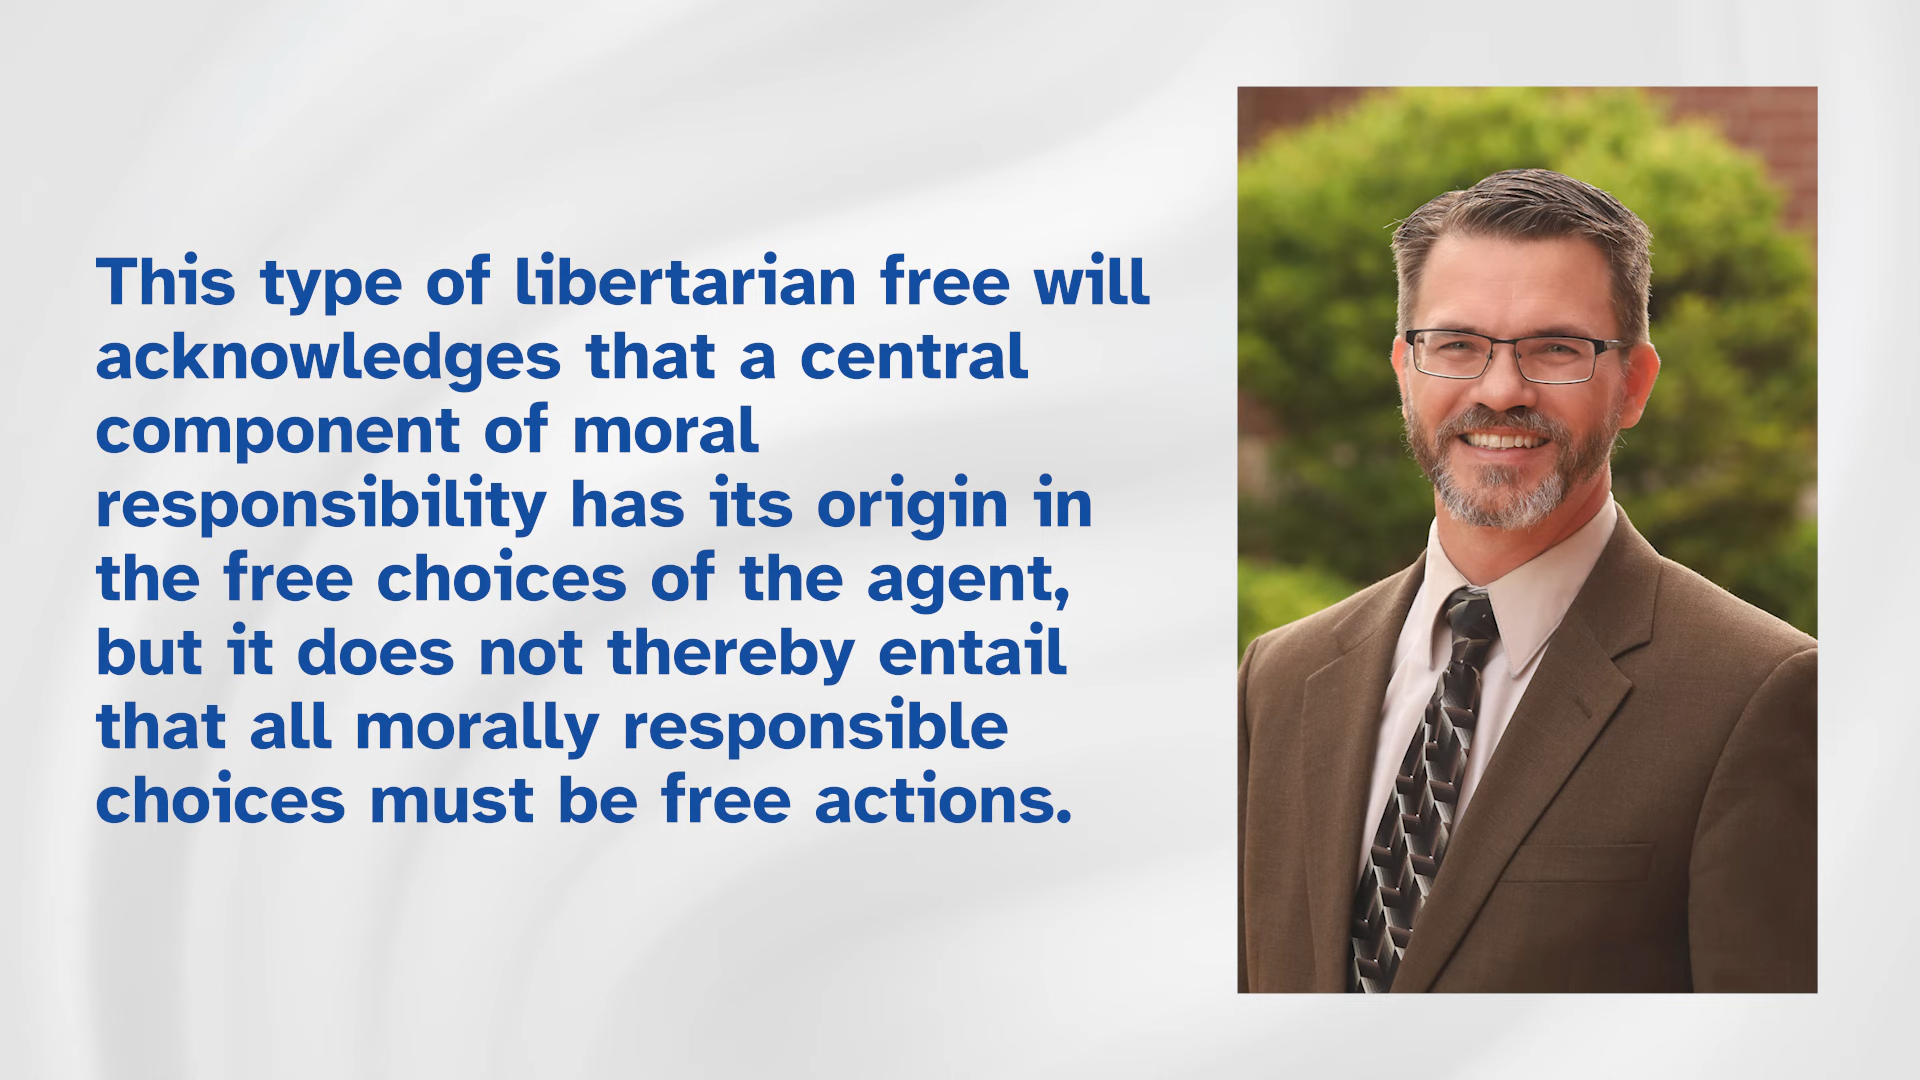 This type of libertarian free will
acknowledges that a central
component of moral
responsibility has its origin in
the free choices of the agent,
but it does not thereby entail
that all morally responsible
choices must be free actions.